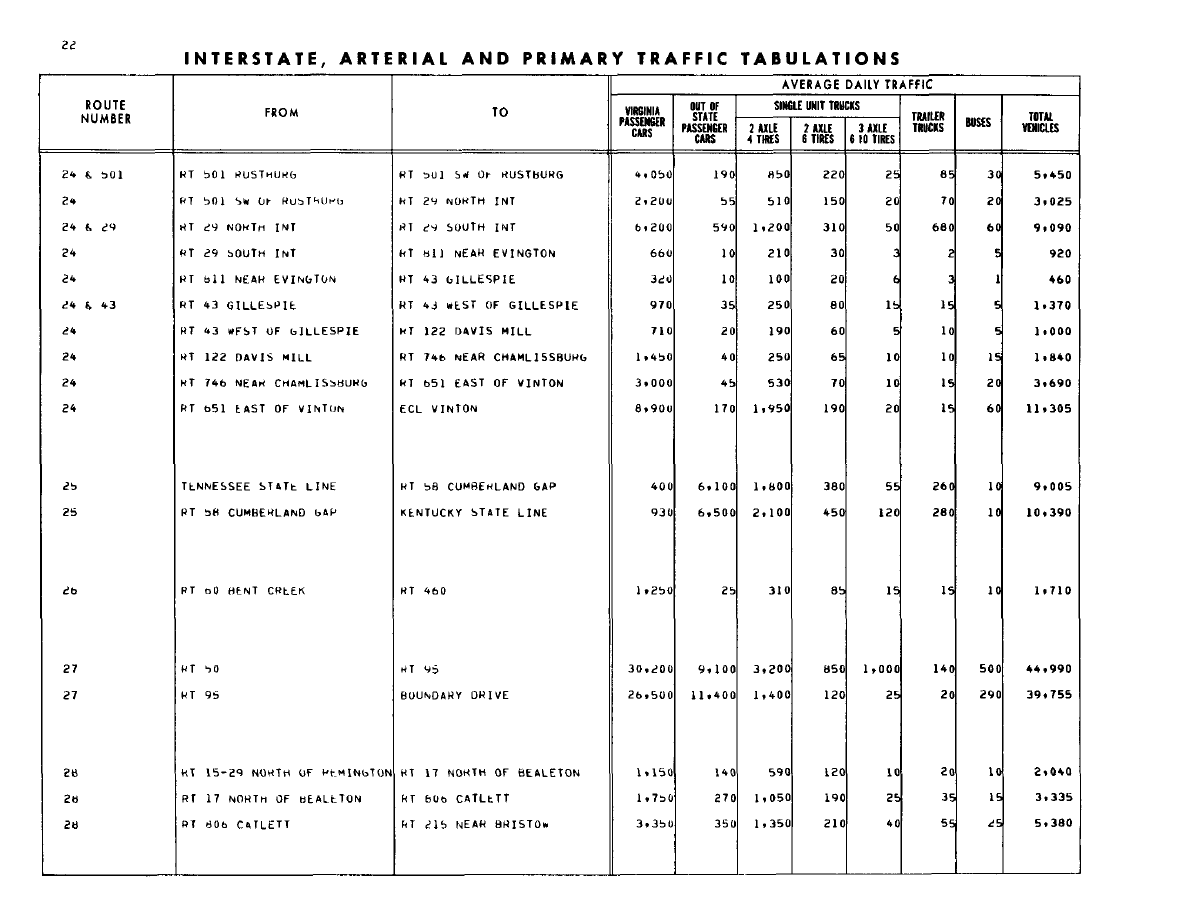 22
INTERSTATE, ARTERIAL AND PRIMARY TRAFFIC TABULATIONS
AVERAGE DAILY TRAFFIC
ROUTE NUMBER FROM TO VIRGINIA PASSENGER CARS OUT OF STATE PASSENGER CARS SINGLE UNIT TRUCKS 2 AXLE 4 TIRES 2 AXLE 6 TIRES 3 AXLE 6 10 TIRES TRAILER TRUCKS BUSES TOTAL VEHICLES
24 & 501 RT 501 RUSTBURG RT 501 SW OF RUSTBURG 4,050 190 850 220 25 85 30 5,450
24 RT 501 SW OF RUSTBURG RT 29 NORTH INT 2,200 55 510 150 20 70 20 3,025
24 & 29 RT 29 NORTH INT RT 29 SOUTH INT 6,200 590 1,200 310 50 680 60 9,090
24 RT 29 SOUTH INT RT 811 NEAR EVINGTON 660 10 210 30 3 2 5 920
24 RT 811 NEAR EVINGTON RT 43 GILLESPIE 320 10 100 20 6 3 1 460
24 & 43 RT 43 GILLESPIE RT 43 WEST OF GILLESPIE 970 35 250 80 15 15 5 1,370
24 RT 43 WEST OF GILLESPIE RT 122 DAVIS MILL 710 20 190 60 5 10 5 1,000
24 RT 122 DAVIS MILL RT 746 NEAR CHAMLISSBURG 1,450 40 250 65 10 10 15 1,840
24 RT 746 NEAR CHAMLISSBURG RT 651 EAST OF VINTON 3,000 45 530 70 10 15 20 3,690
24 RT 651 EAST OF VINTON ECL VINTON 8,900 170 1,950 190 20 15 60 11,305
25 TENNESSEE STATE LINE RT 58 CUMBERLAND GAP 400 6,100 1,800 380 55 260 10 9,005
25 RT 58 CUMBERLAND GAP KENTUCKY STATE LINE 930 6,500 2,100 450 120 280 10 10,390
26 RT 60 BENT CREEK RT 460 1,250 25 310 85 15 15 10 1,710
27 RT 50 RT 95 30,200 9,100 3,200 850 1,000 140 500 44,990
27 RT 95 BOUNDARY DRIVE 26,500 11,400 1,400 120 25 20 290 39,755
28 RT 15-29 NORTH OF REMINGTON RT 17 NORTH OF BEALETON 1,150 140 590 120 10 20 10 2,040
28 RT 17 NORTH OF BEALETON RT 806 CATLETT 1,750 270 1,050 190 25 35 15 3,335
28 RT 806 CATLETT RT 215 NEAR BRISTOW 3,350 350 1,350 210 40 55 25 5,380